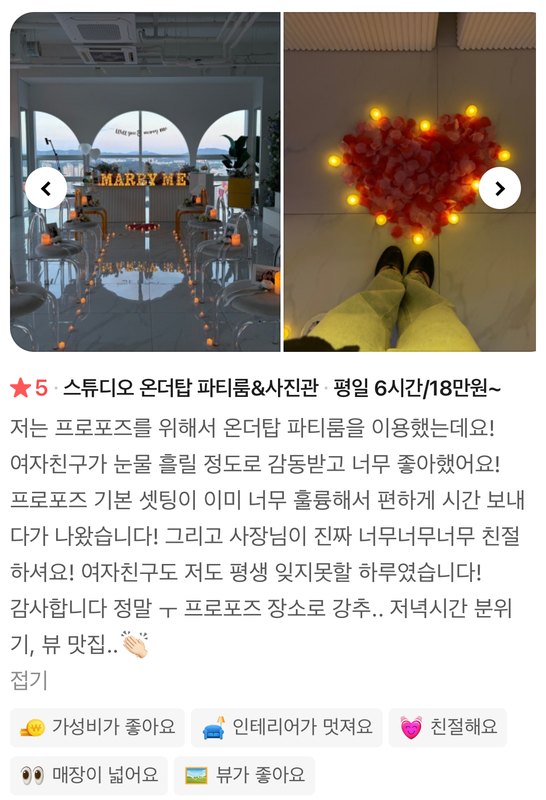 Will you marry me
MARRY ME
★5 · 스튜디오 온더탑 파티룸&사진관 · 평일 6시간/18만원~
저는 프로포즈를 위해서 온더탑 파티룸을 이용했는데요!
여자친구가 눈물 흘릴 정도로 감동받고 너무 좋아했어요!
프로포즈 기본 셋팅이 이미 너무 훌륭해서 편하게 시간 보내
다가 나왔습니다! 그리고 사장님이 진짜 너무너무너무 친절
하셔요! 여자친구도 저도 평생 잊지못할 하루였습니다!
감사합니다 정말 ㅜ 프로포즈 장소로 강추.. 저녁시간 분위
기, 뷰 맛집..👏🏻
접기
🪙 가성비가 좋아요 🛋️ 인테리어가 멋져요 💓 친절해요
👀 매장이 넓어요 🖼️ 뷰가 좋아요